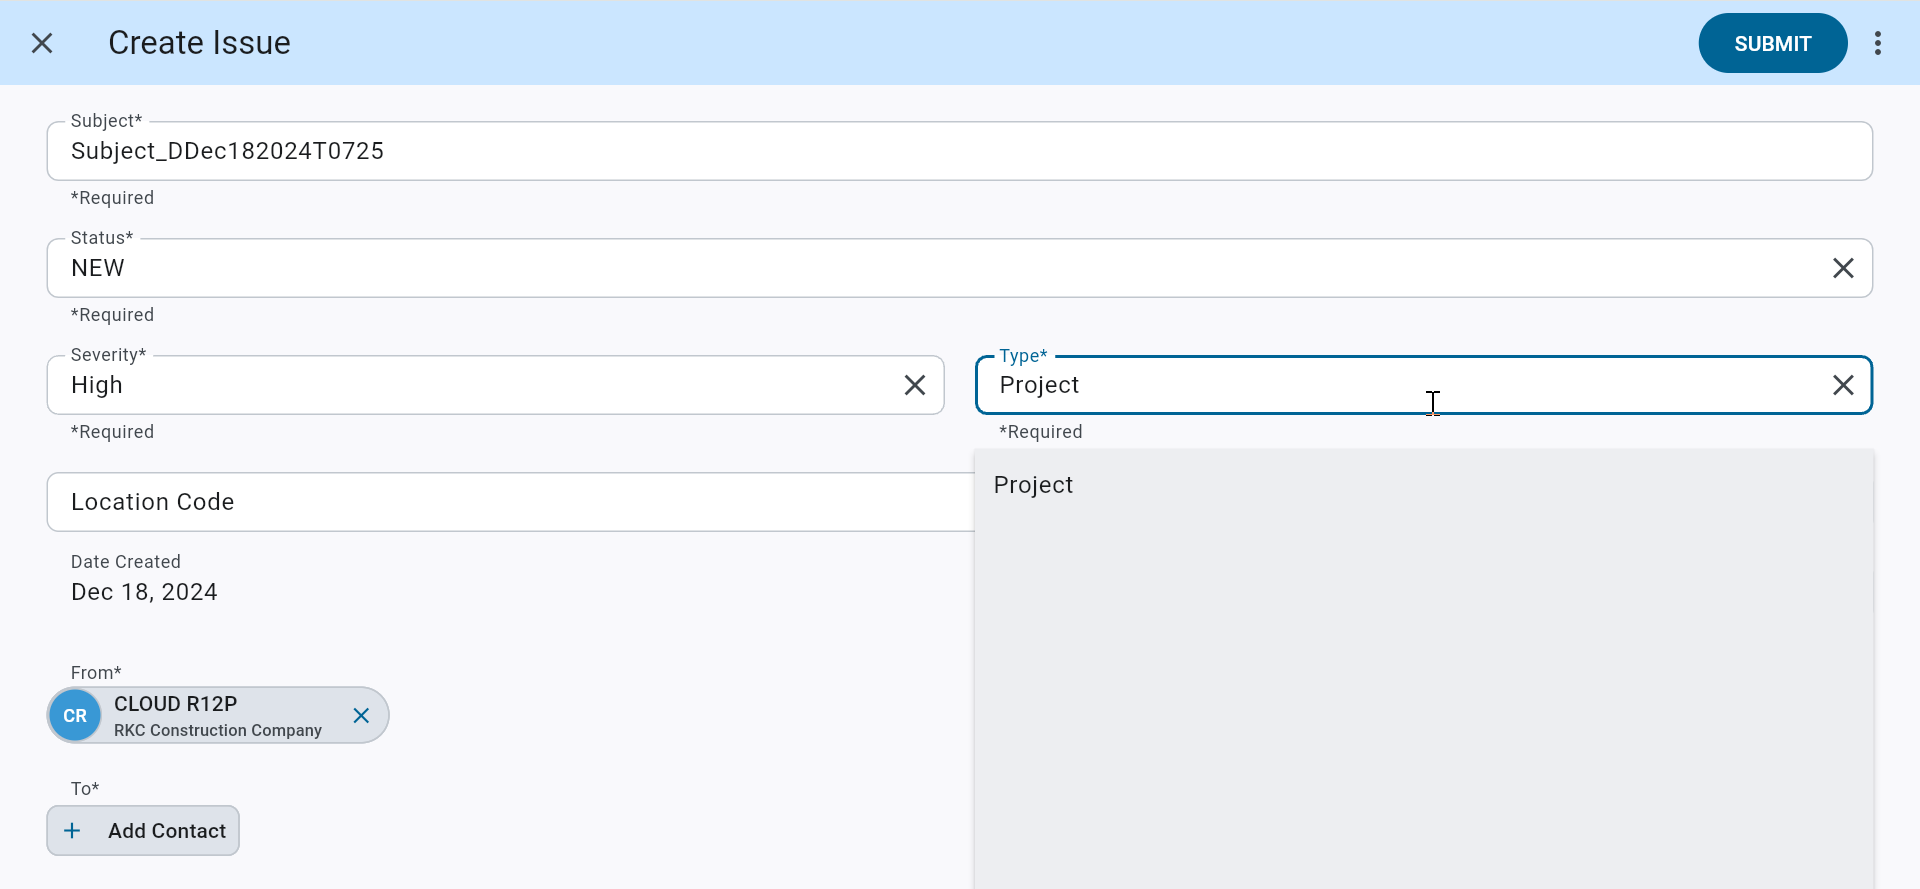 Create Issue
SUBMIT
Subject*
Subject_DDec182024T0725
*Required
Status*
NEW
*Required
Severity*
High
*Required
Type*
Project
*Required
Project
Location Code
Date Created
Dec 18, 2024
From*
CR
CLOUD R12P
RKC Construction Company
To*
Add Contact